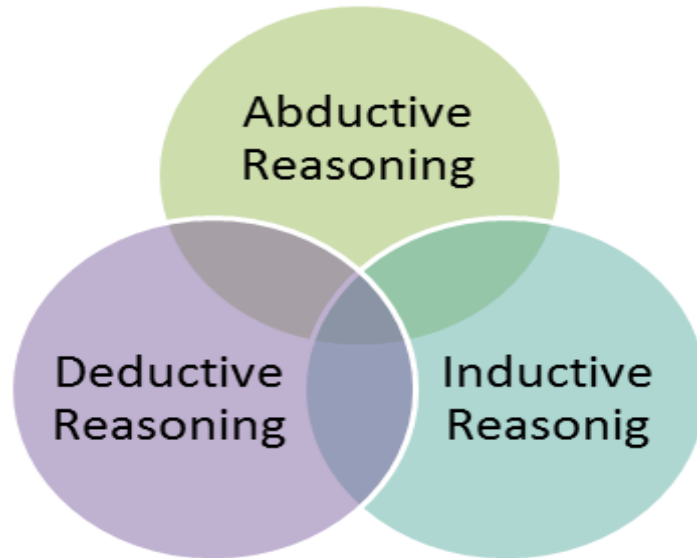 Abductive
Reasoning
Deductive
Reasoning
Inductive
Reasonig